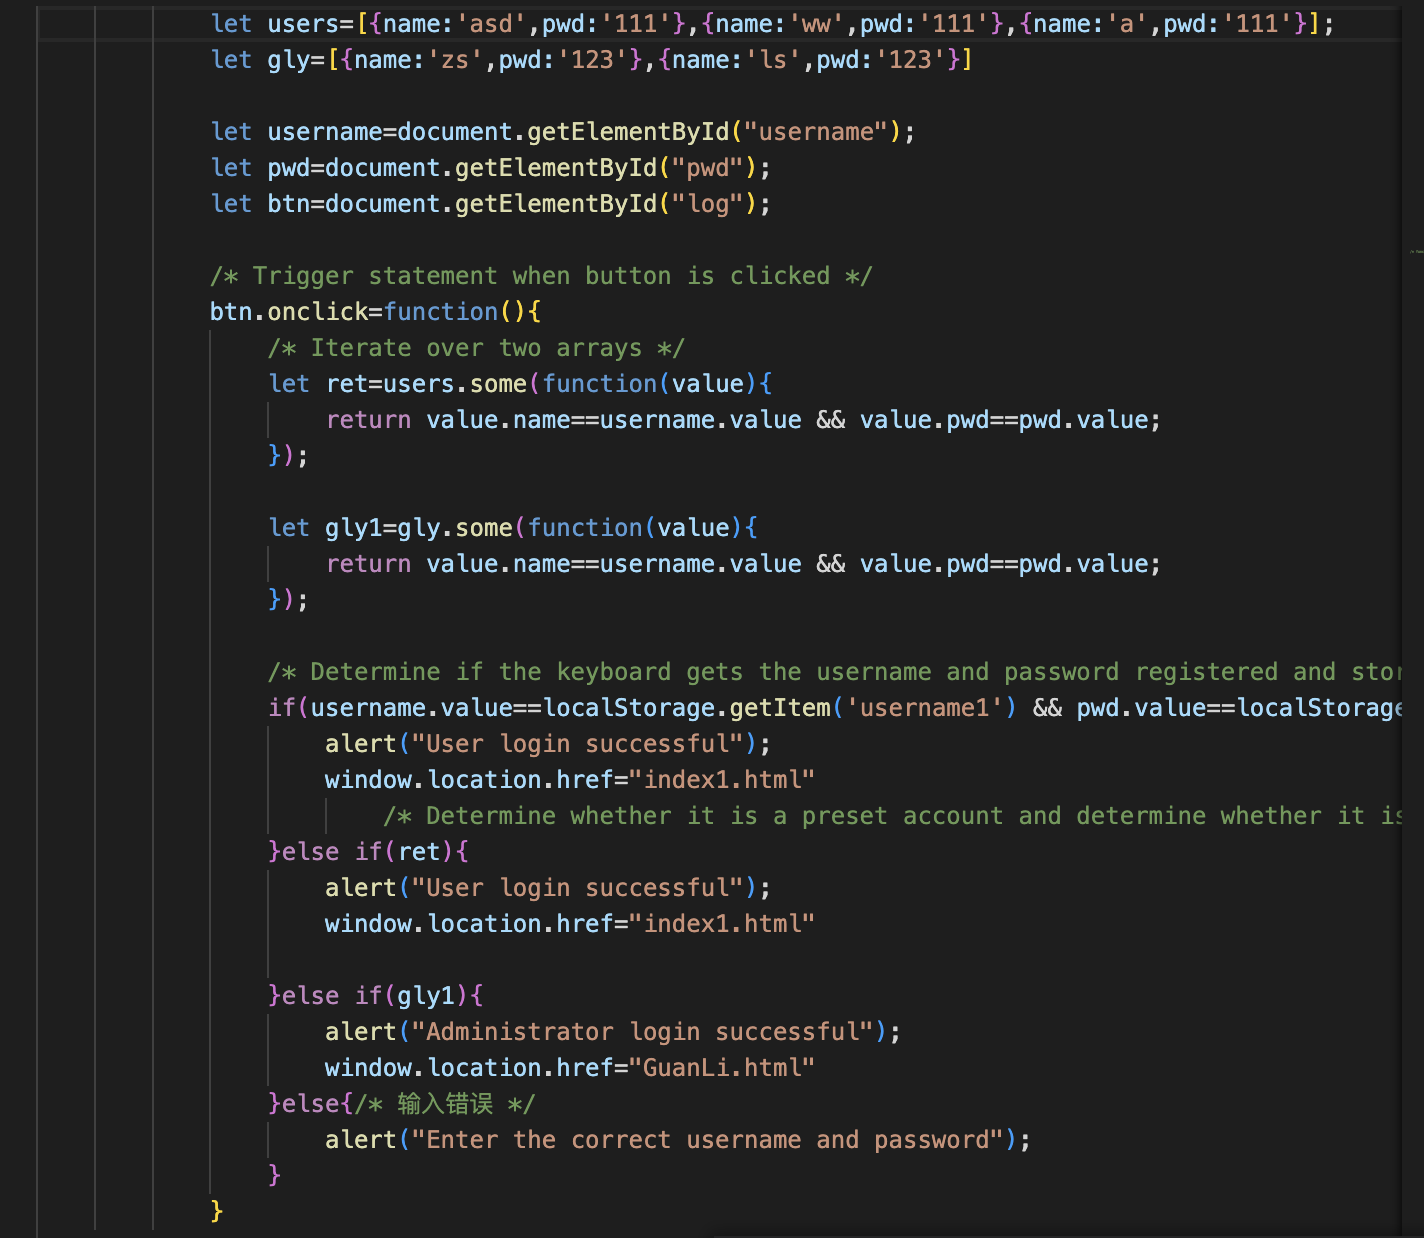 let users=[{name:'asd',pwd:'111'},{name:'ww',pwd:'111'},{name:'a',pwd:'111'}];
let gly=[{name:'zs',pwd:'123'},{name:'ls',pwd:'123'}]
let username=document.getElementById("username");
let pwd=document.getElementById("pwd");
let btn=document.getElementById("log");
/* Trigger statement when button is clicked */
btn.onclick=function(){
/* Iterate over two arrays */
let ret=users.some(function(value){
return value.name==username.value && value.pwd==pwd.value;
});
let gly1=gly.some(function(value){
return value.name==username.value && value.pwd==pwd.value;
});
/* Determine if the keyboard gets the username and password registered and stor
if(username.value==localStorage.getItem('username1') && pwd.value==localStorage
alert("User login successful");
window.location.href="index1.html"
/* Determine whether it is a preset account and determine whether it is
}else if(ret){
alert("User login successful");
window.location.href="index1.html"
}else if(gly1){
alert("Administrator login successful");
window.location.href="GuanLi.html"
}else{/* 输入错误 */
alert("Enter the correct username and password");
}
}